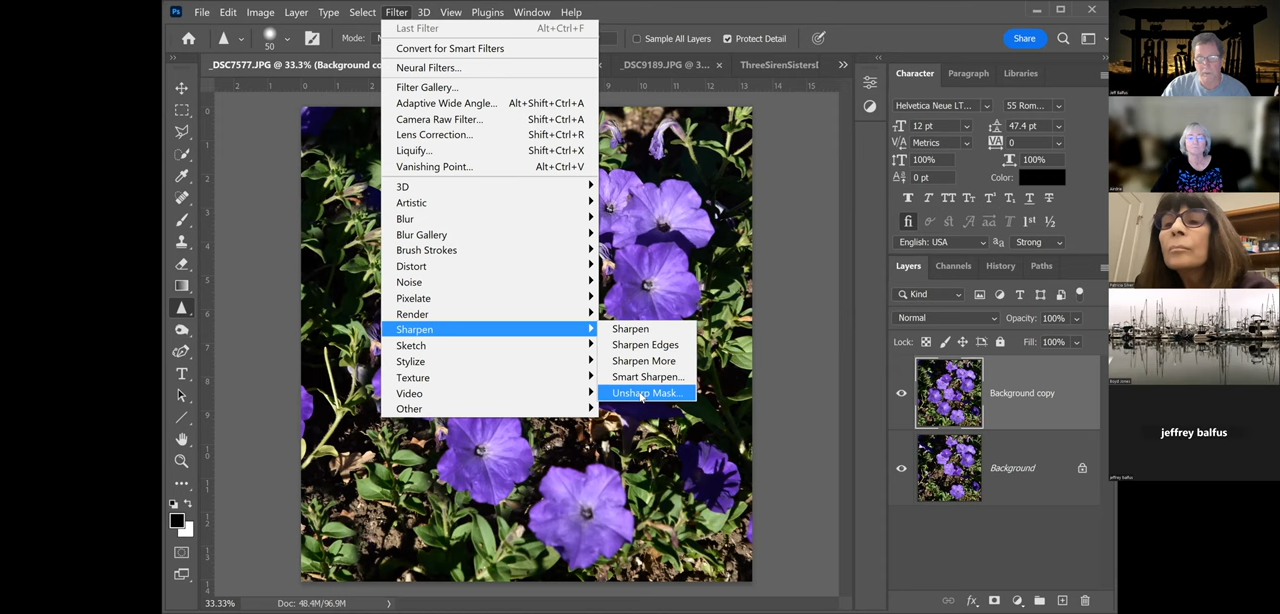 Ps File Edit Image Layer Type Select Filter 3D View Plugins Window Help
50 Mode: Sample All Layers Protect Detail Share
_DSC7577.JPG @ 33.3% (Background co _DSC9189.JPG @ 3... × ThreeSirenSistersI
Last Filter Alt+Ctrl+F
Convert for Smart Filters
Neural Filters...
Filter Gallery...
Adaptive Wide Angle... Alt+Shift+Ctrl+A
Camera Raw Filter... Shift+Ctrl+A
Lens Correction... Shift+Ctrl+R
Liquify... Shift+Ctrl+X
Vanishing Point... Alt+Ctrl+V
3D
Artistic
Blur
Blur Gallery
Brush Strokes
Distort
Noise
Pixelate
Render
Sharpen
Sketch
Stylize
Texture
Video
Other
Sharpen
Sharpen Edges
Sharpen More
Smart Sharpen...
Unsharp Mask...
Character Paragraph Libraries
Helvetica Neue LT... 55 Rom...
12 pt 47.4 pt
Metrics 0
100% 100%
0 pt Color:
English: USA Strong
Layers Channels History Paths
Kind
Normal Opacity: 100%
Lock: Fill: 100%
Background copy
Background
33.33% Doc: 48.4M/96.9M
Jeff Balfus
jeffrey balfus
jeffrey balfus